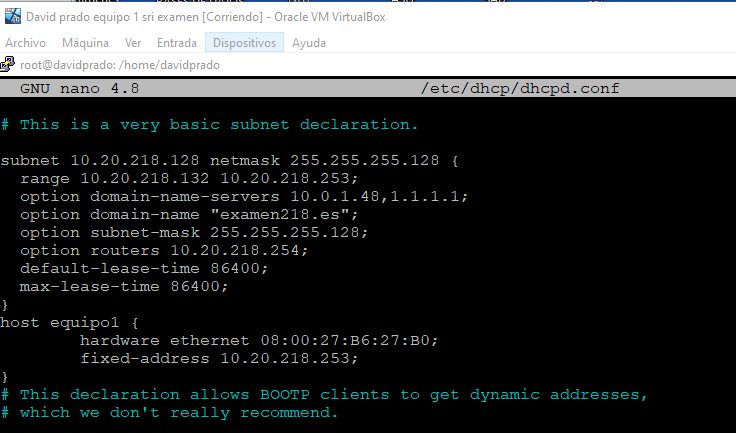 David prado equipo 1 sri examen [Corriendo] - Oracle VM VirtualBox
Archivo Máquina Ver Entrada Dispositivos Ayuda
root@davidprado: /home/davidprado
GNU nano 4.8 /etc/dhcp/dhcpd.conf
# This is a very basic subnet declaration.
subnet 10.20.218.128 netmask 255.255.255.128 {
range 10.20.218.132 10.20.218.253;
option domain-name-servers 10.0.1.48,1.1.1.1;
option domain-name "examen218.es";
option subnet-mask 255.255.255.128;
option routers 10.20.218.254;
default-lease-time 86400;
max-lease-time 86400;
}
host equipo1 {
hardware ethernet 08:00:27:B6:27:B0;
fixed-address 10.20.218.253;
}
# This declaration allows BOOTP clients to get dynamic addresses,
# which we don't really recommend.